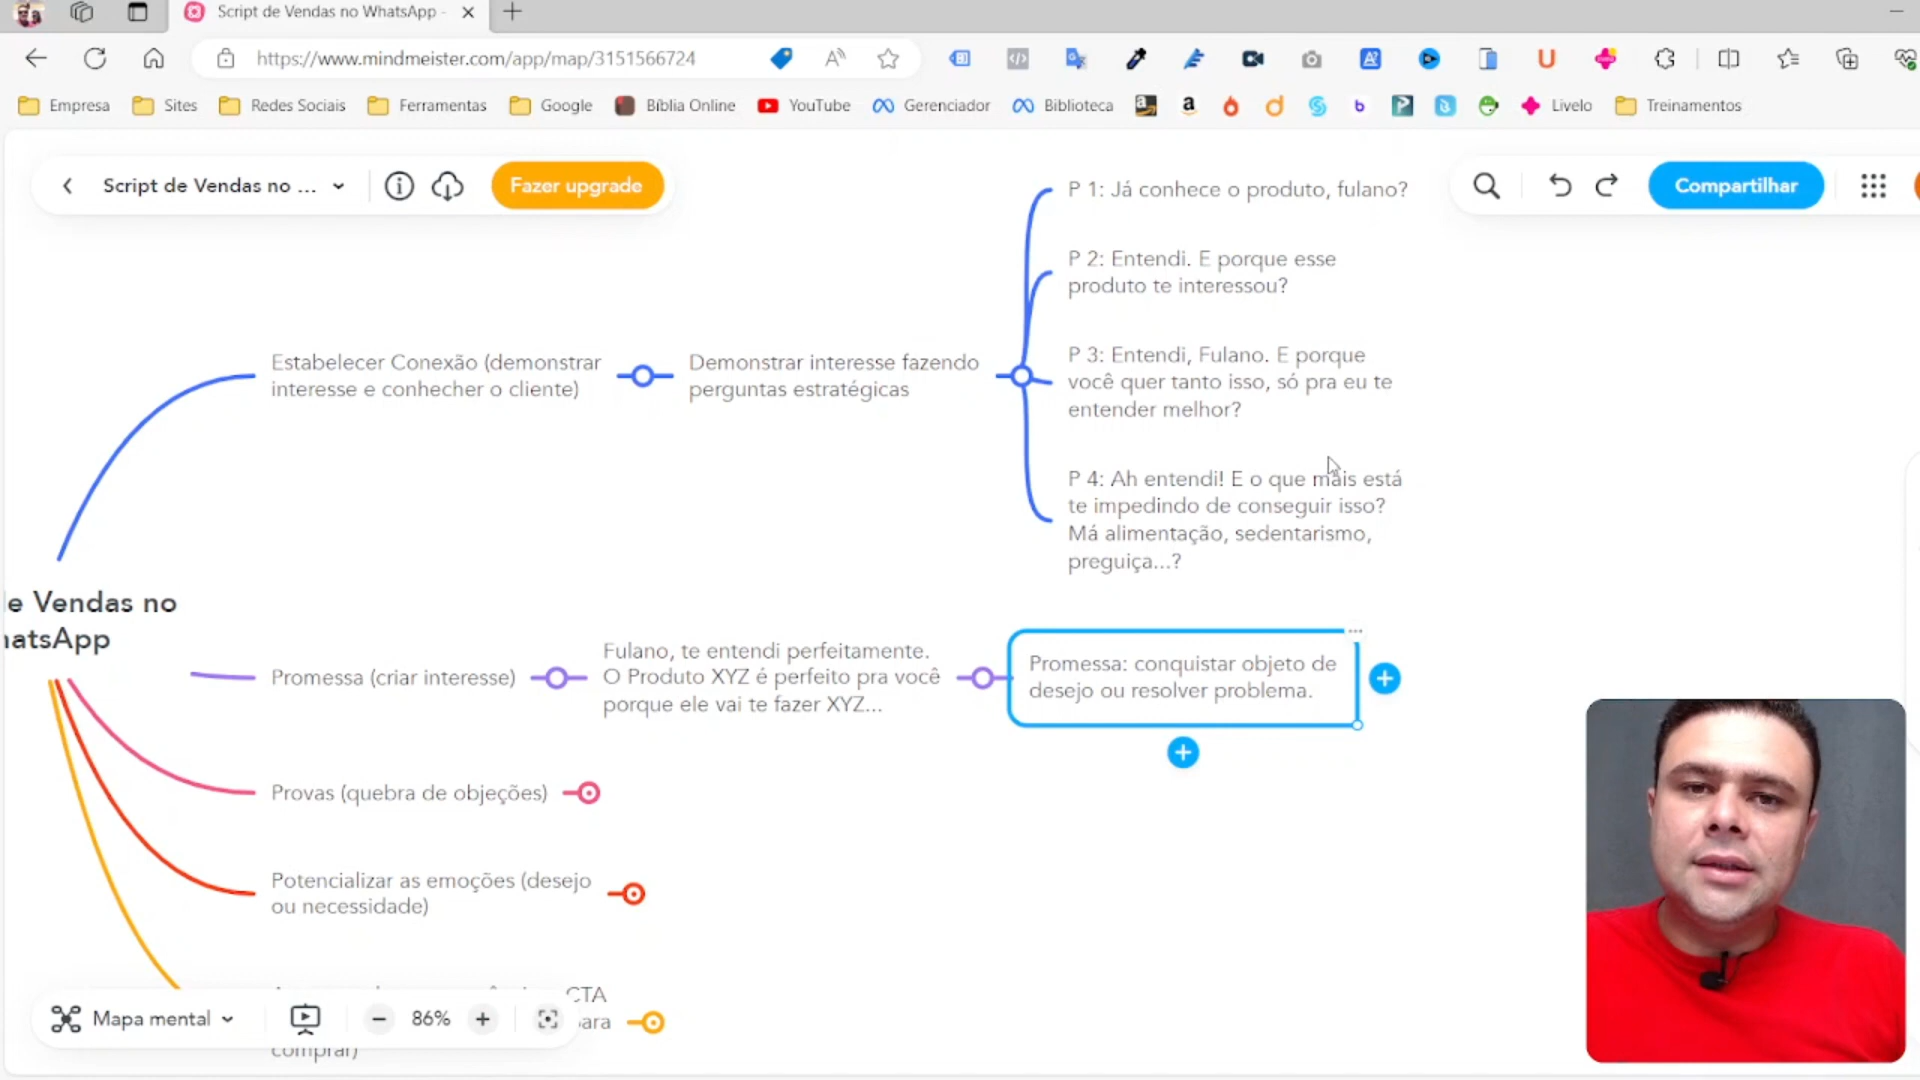 Script de Vendas no WhatsApp -
https://www.mindmeister.com/app/map/3151566724
Empresa
Sites
Redes Sociais
Ferramentas
Google
Bíblia Online
YouTube
Gerenciador
Biblioteca
Livelo
Treinamentos
Script de Vendas no ...
Fazer upgrade
Compartilhar
P 1: Já conhece o produto, fulano?
P 2: Entendi. E porque esse
produto te interessou?
P 3: Entendi, Fulano. E porque
você quer tanto isso, só pra eu te
entender melhor?
P 4: Ah entendi! E o que mais está
te impedindo de conseguir isso?
Má alimentação, sedentarismo,
preguiça...?
Estabelecer Conexão (demonstrar
interesse e conhecher o cliente)
Demonstrar interesse fazendo
perguntas estratégicas
e Vendas no
hatsApp
Promessa (criar interesse)
Fulano, te entendi perfeitamente.
O Produto XYZ é perfeito pra você
porque ele vai te fazer XYZ...
Promessa: conquistar objeto de
desejo ou resolver problema.
Provas (quebra de objeções)
Potencializar as emoções (desejo
ou necessidade)
CTA
para
comprar)
Mapa mental
86%